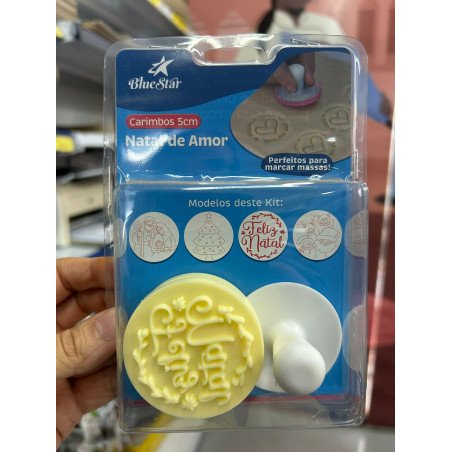 BlueStar
Carimbos 5cm
Natal de Amor
Perfeitos para
marcar massas!
Modelos deste Kit:
Feliz
Natal
Feliz
Natal